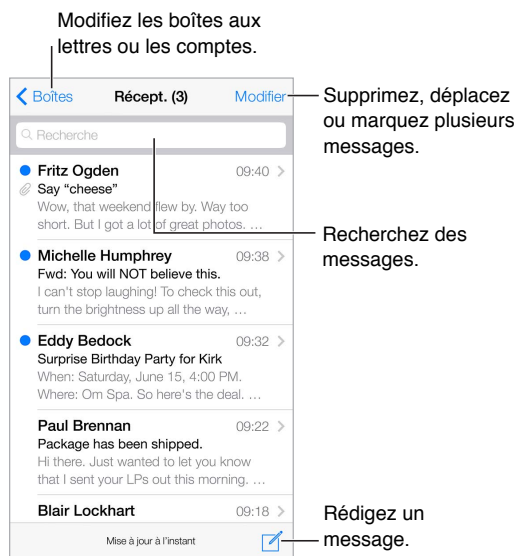 Modifiez les boîtes aux
lettres ou les comptes.
Boîtes Récept. (3) Modifier
Supprimez, déplacez
ou marquez plusieurs
messages.
Recherche
Fritz Ogden 09:40
Say “cheese”
Wow, that weekend flew by. Way too
short. But I got a lot of great photos. …
Recherchez des
messages.
Michelle Humphrey 09:38
Fwd: You will NOT believe this.
I can't stop laughing! To check this out,
turn the brightness up all the way, …
Eddy Bedock 09:32
Surprise Birthday Party for Kirk
When: Saturday, June 15, 4:00 PM.
Where: Om Spa. So here's the deal. …
Paul Brennan 09:22
Package has been shipped.
Hi there. Just wanted to let you know
that I sent your LPs out this morning. …
Blair Lockhart 09:18
Mise à jour à l'instant
Rédigez un
message.